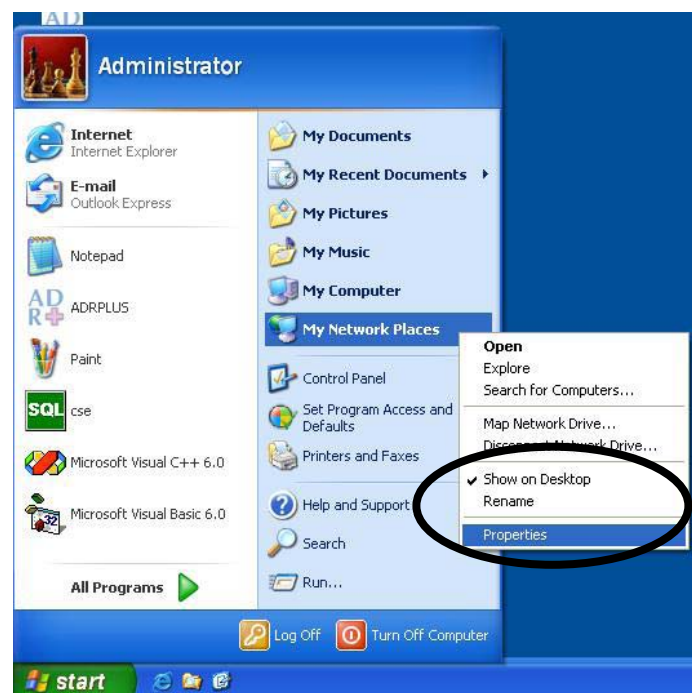 AD
Administrator
Internet
Internet Explorer
E-mail
Outlook Express
Notepad
AD
R+
ADRPLUS
Paint
SQL
cse
Microsoft Visual C++ 6.0
32
Microsoft Visual Basic 6.0
All Programs
My Documents
My Recent Documents
My Pictures
My Music
My Computer
My Network Places
Control Panel
Set Program Access and
Defaults
Printers and Faxes
Help and Support
Search
Run...
Open
Explore
Search for Computers...
Map Network Drive...
Disconnect Network Drive...
Show on Desktop
Rename
Properties
Log Off
Turn Off Computer
start